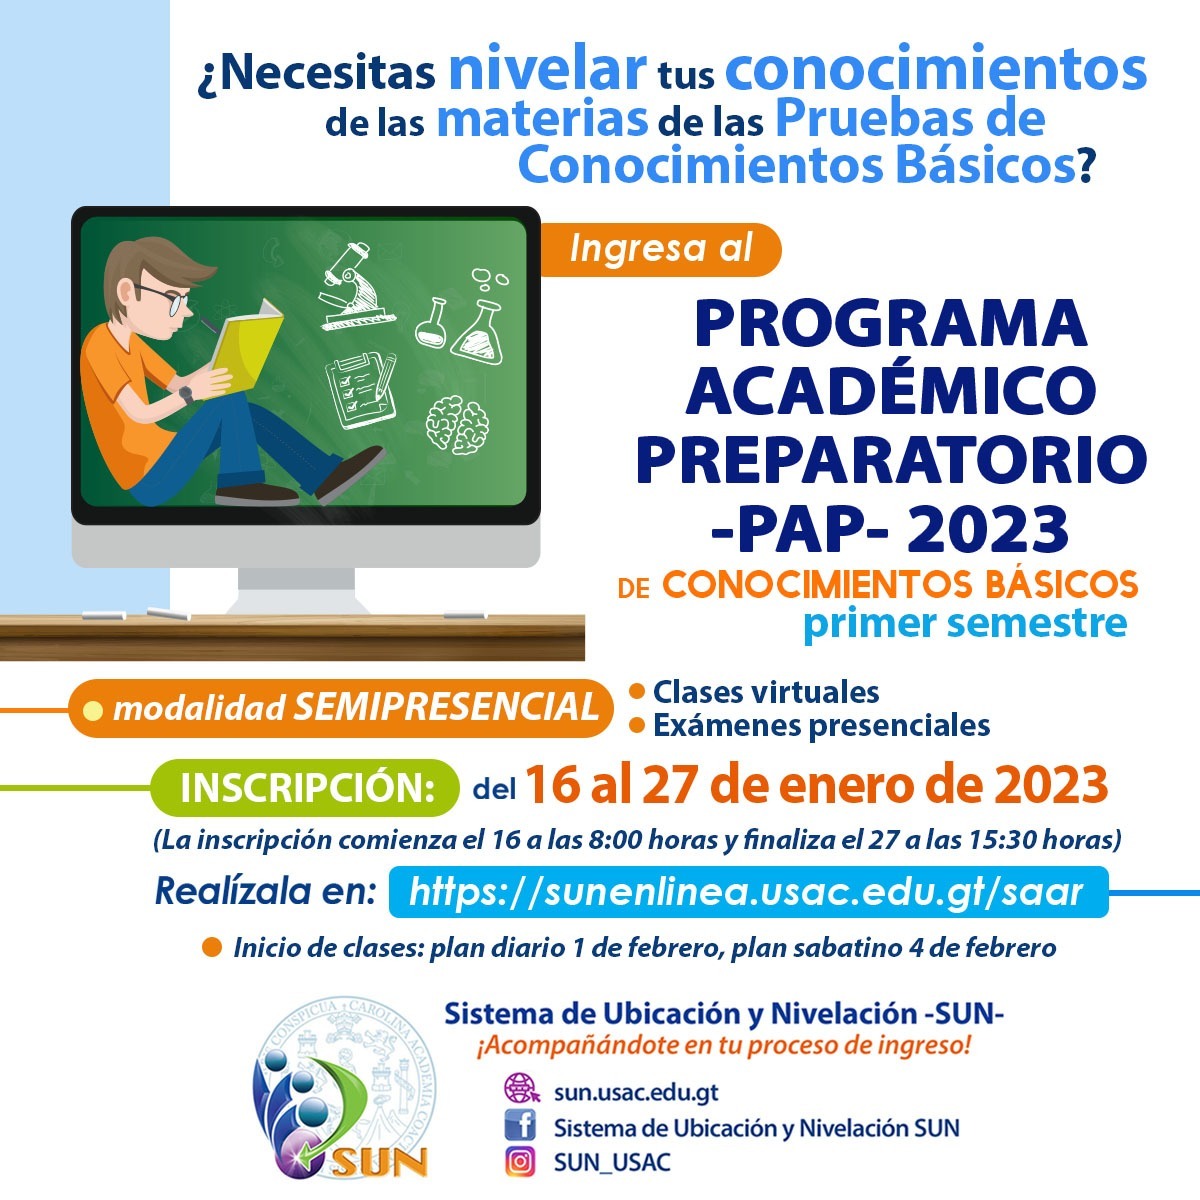 ¿Necesitas nivelar tus conocimientos
de las materias de las Pruebas de
Conocimientos Básicos?
Ingresa al
PROGRAMA
ACADÉMICO
PREPARATORIO
-PAP- 2023
DE CONOCIMIENTOS BÁSICOS
primer semestre
modalidad SEMIPRESENCIAL
Clases virtuales
Exámenes presenciales
INSCRIPCIÓN: del 16 al 27 de enero de 2023
(La inscripción comienza el 16 a las 8:00 horas y finaliza el 27 a las 15:30 horas)
Realízala en: https://sunenlinea.usac.edu.gt/saar
Inicio de clases: plan diario 1 de febrero, plan sabatino 4 de febrero
CONSPICUA CAROLINA ACADEMIA COAC
SUN
Sistema de Ubicación y Nivelación -SUN-
¡Acompañándote en tu proceso de ingreso!
sun.usac.edu.gt
Sistema de Ubicación y Nivelación SUN
SUN_USAC